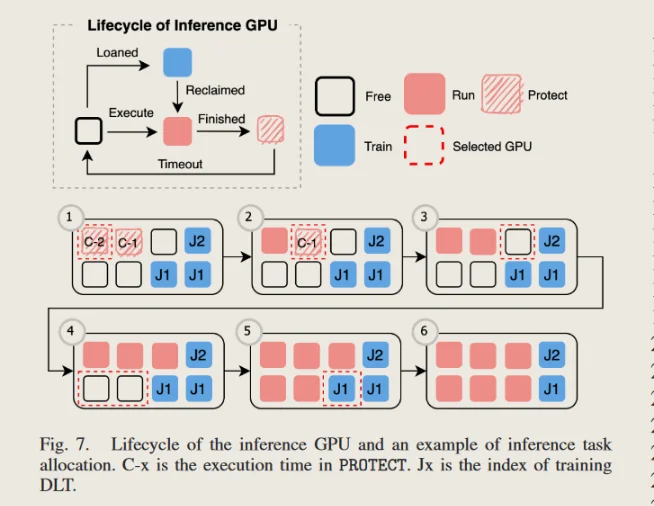 Lifecycle of Inference GPU
Loaned
Reclaimed
Execute
Finished
Timeout
Free
Run
Protect
Train
Selected GPU
1
C-2
C-1
J2
J1
J1
2
C-1
J2
J1
J1
3
J2
J1
J1
4
J2
J1
J1
5
J2
J1
J1
6
J2
J1
Fig. 7. Lifecycle of the inference GPU and an example of inference task
allocation. C-x is the execution time in PROTECT. Jx is the index of training
DLT.